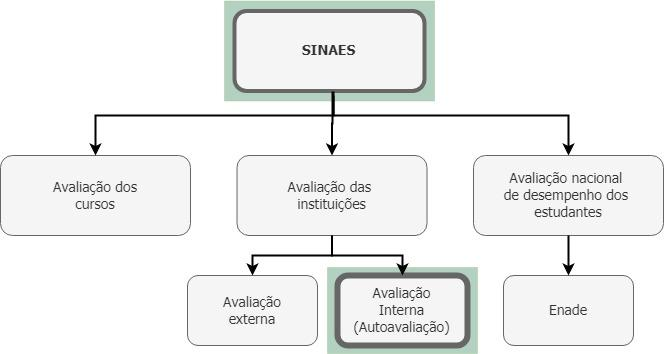 SINAES
Avaliação dos
cursos
Avaliação das
instituições
Avaliação nacional
de desempenho dos
estudantes
Avaliação
externa
Avaliação
Interna
(Autoavaliação)
Enade